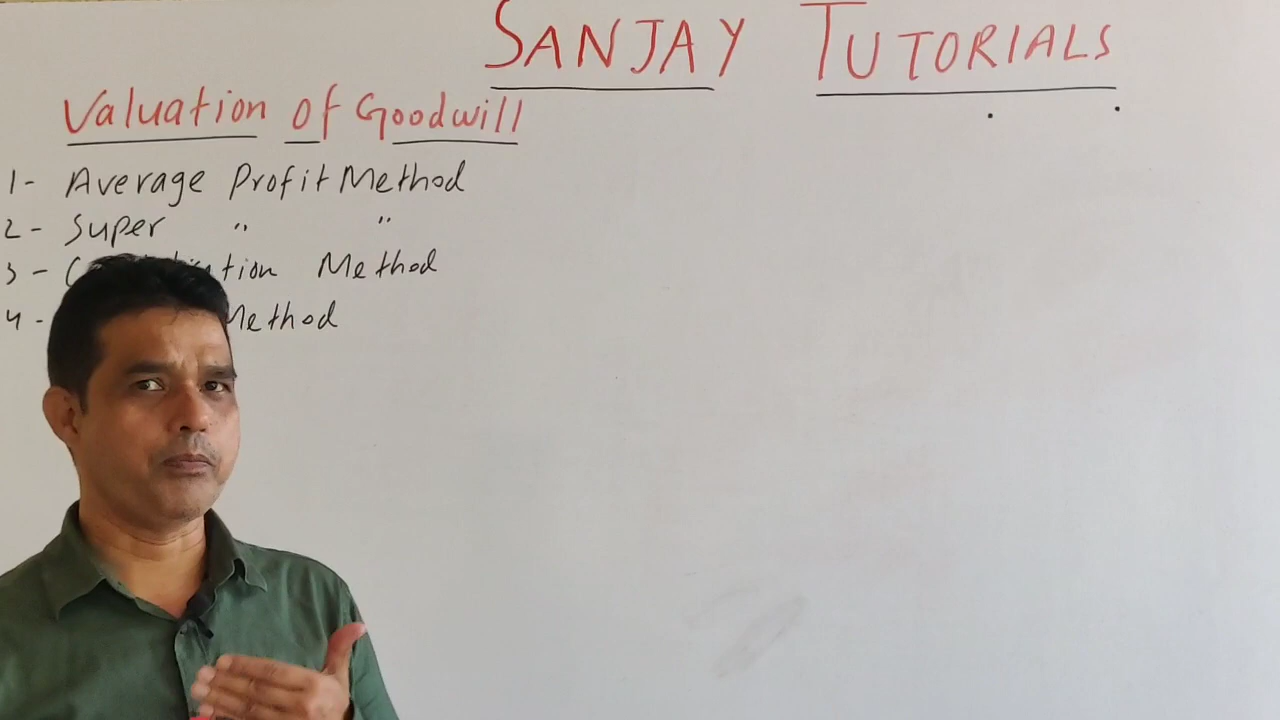 SANJAY TUTORIALS
Valuation of Goodwill
1- Average Profit Method
2- Super " "
3- Method
4- Method